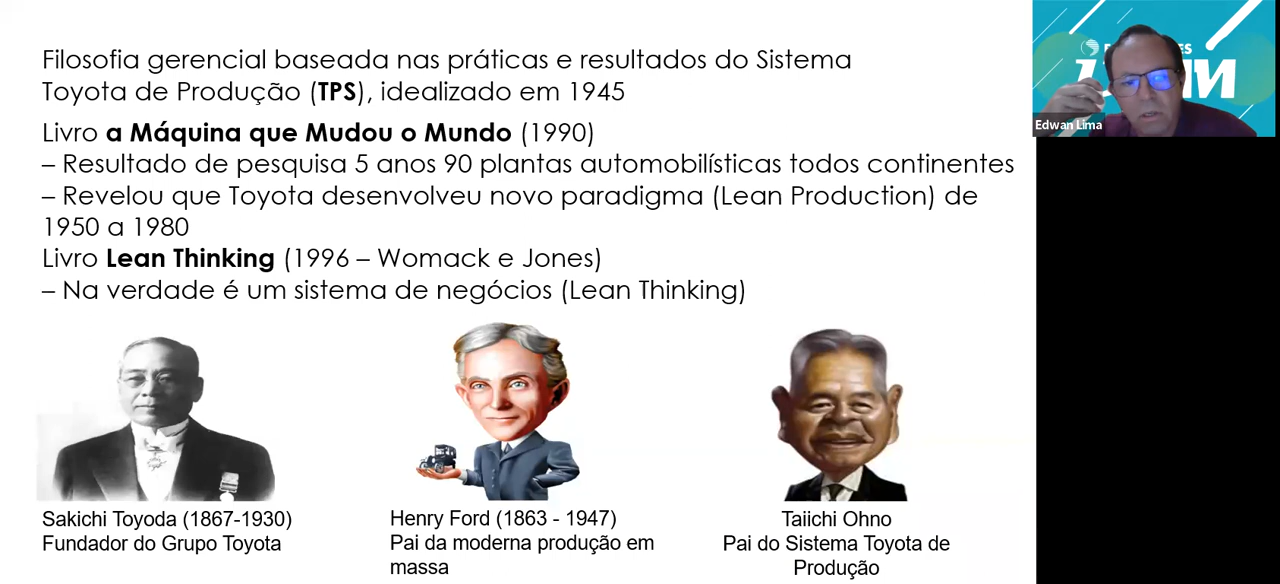 Filosofia gerencial baseada nas práticas e resultados do Sistema
Toyota de Produção (TPS), idealizado em 1945
Livro a Máquina que Mudou o Mundo (1990)
– Resultado de pesquisa 5 anos 90 plantas automobilísticas todos continentes
– Revelou que Toyota desenvolveu novo paradigma (Lean Production) de
1950 a 1980
Livro Lean Thinking (1996 – Womack e Jones)
– Na verdade é um sistema de negócios (Lean Thinking)
Sakichi Toyoda (1867-1930)
Fundador do Grupo Toyota
Henry Ford (1863 - 1947)
Pai da moderna produção em
massa
Taiichi Ohno
Pai do Sistema Toyota de
Produção
Edwan Lima